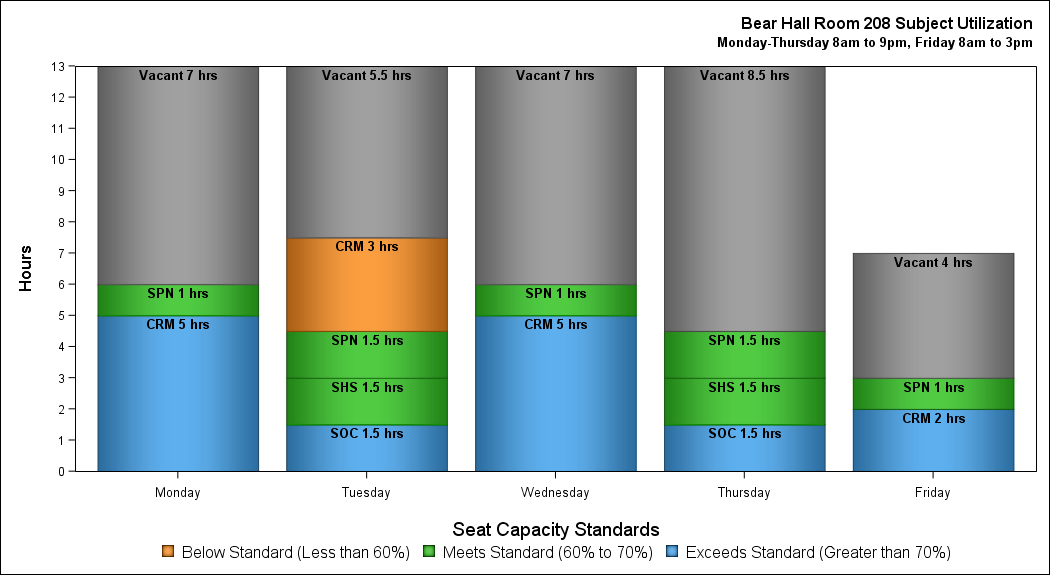 Bear Hall Room 208 Subject Utilization
Monday-Thursday 8am to 9pm, Friday 8am to 3pm
Hours
13
12
11
10
9
8
7
6
5
4
3
2
1
0
Vacant 7 hrs
SPN 1 hrs
CRM 5 hrs
Vacant 5.5 hrs
CRM 3 hrs
SPN 1.5 hrs
SHS 1.5 hrs
SOC 1.5 hrs
Vacant 7 hrs
SPN 1 hrs
CRM 5 hrs
Vacant 8.5 hrs
SPN 1.5 hrs
SHS 1.5 hrs
SOC 1.5 hrs
Vacant 4 hrs
SPN 1 hrs
CRM 2 hrs
Monday Tuesday Wednesday Thursday Friday
Seat Capacity Standards
Below Standard (Less than 60%) Meets Standard (60% to 70%) Exceeds Standard (Greater than 70%)